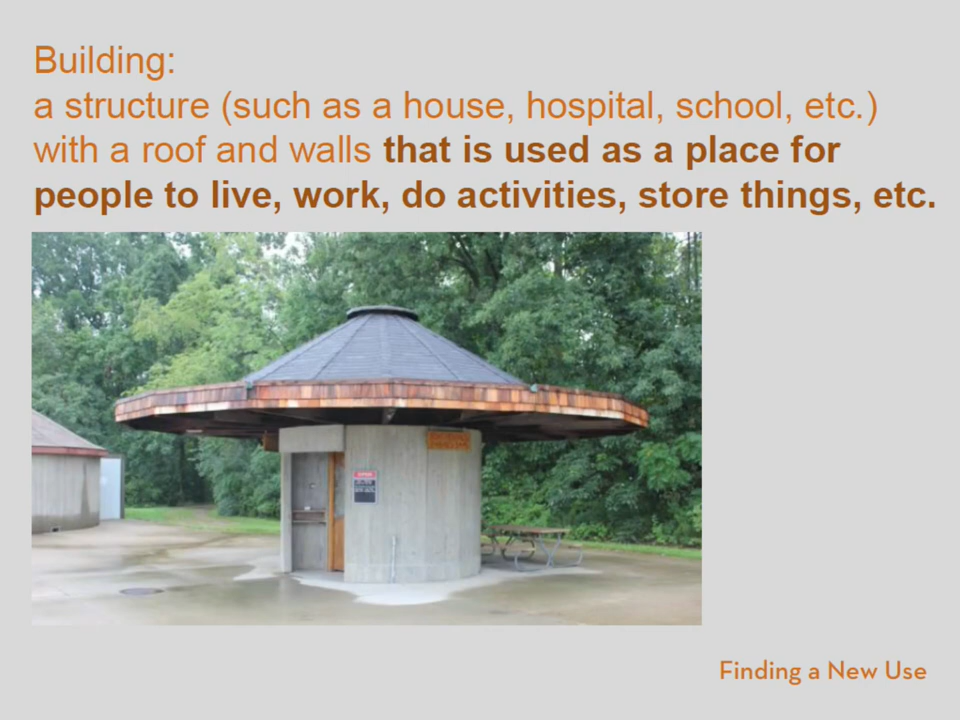 Building:
a structure (such as a house, hospital, school, etc.)
with a roof and walls that is used as a place for
people to live, work, do activities, store things, etc.
Finding a New Use